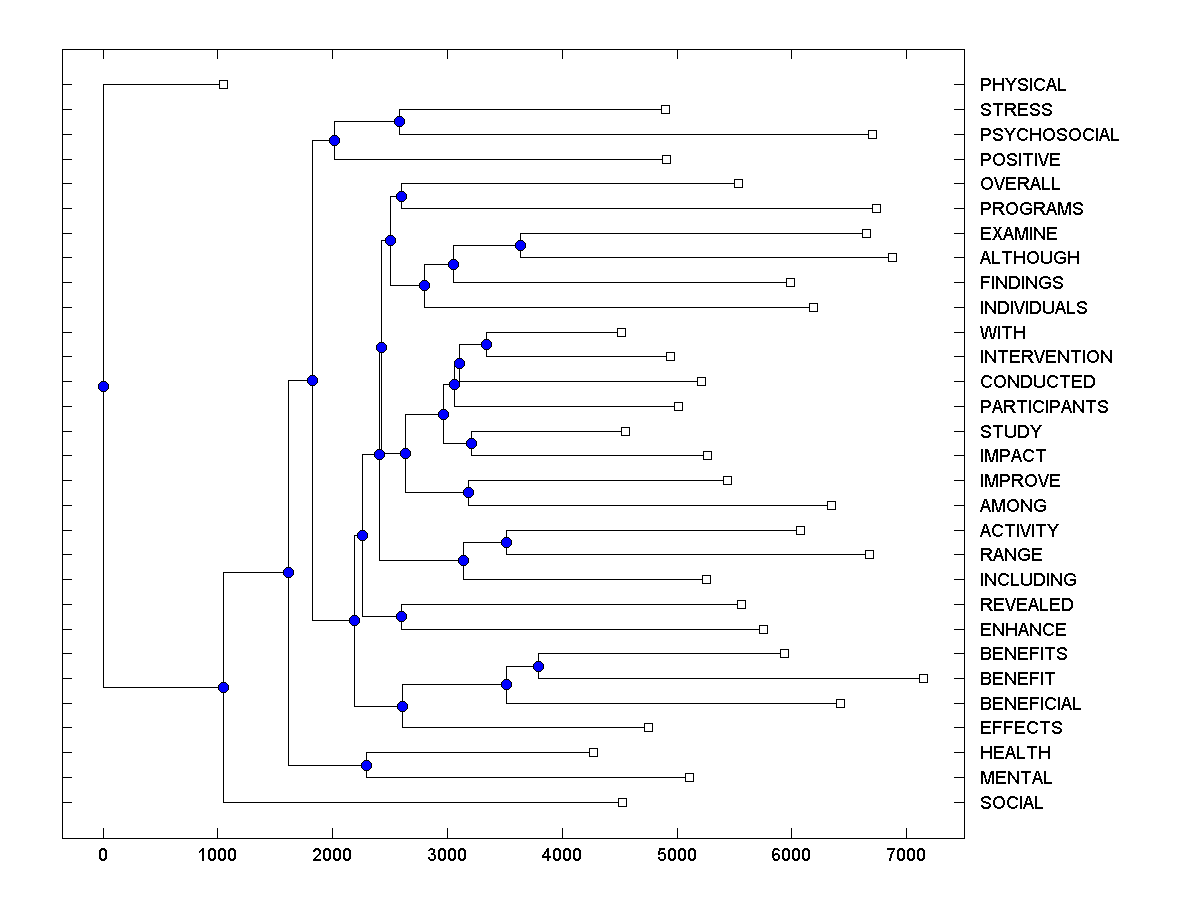 PHYSICAL
STRESS
PSYCHOSOCIAL
POSITIVE
OVERALL
PROGRAMS
EXAMINE
ALTHOUGH
FINDINGS
INDIVIDUALS
WITH
INTERVENTION
CONDUCTED
PARTICIPANTS
STUDY
IMPACT
IMPROVE
AMONG
ACTIVITY
RANGE
INCLUDING
REVEALED
ENHANCE
BENEFITS
BENEFIT
BENEFICIAL
EFFECTS
HEALTH
MENTAL
SOCIAL
0 1000 2000 3000 4000 5000 6000 7000